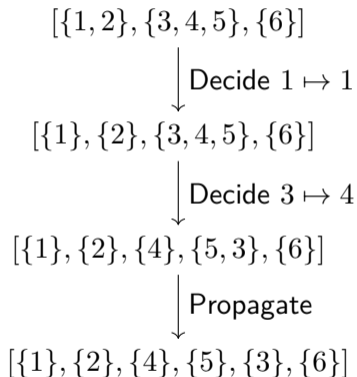 [{1, 2}, {3, 4, 5}, {6}]
Decide 1 ↦ 1
[{1}, {2}, {3, 4, 5}, {6}]
Decide 3 ↦ 4
[{1}, {2}, {4}, {5, 3}, {6}]
Propagate
[{1}, {2}, {4}, {5}, {3}, {6}]